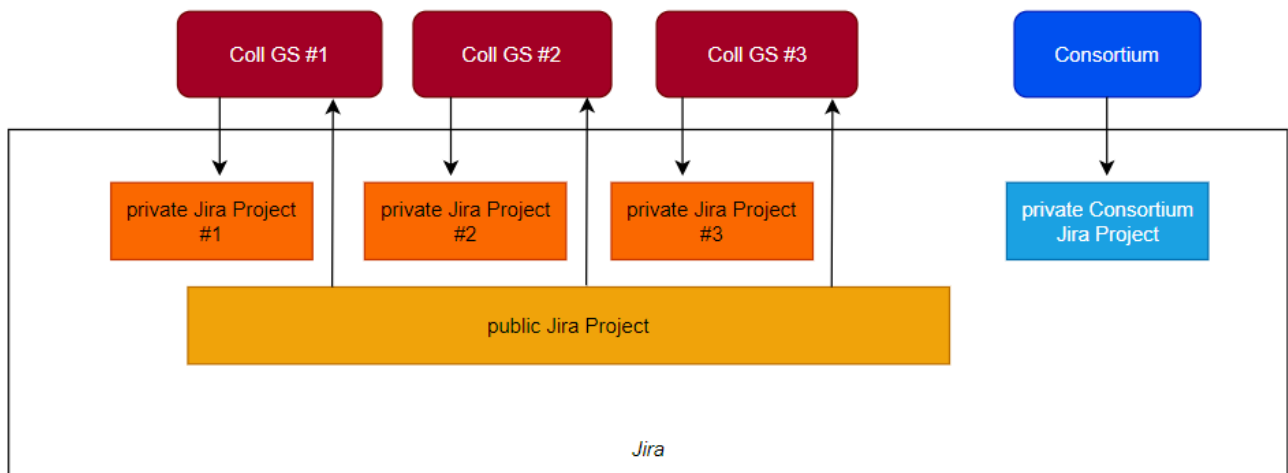 Coll GS #1
Coll GS #2
Coll GS #3
Consortium
private Jira Project
#1
private Jira Project
#2
private Jira Project
#3
private Consortium
Jira Project
public Jira Project
Jira